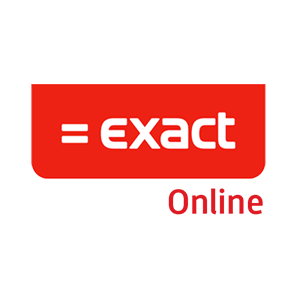 = exact
Online